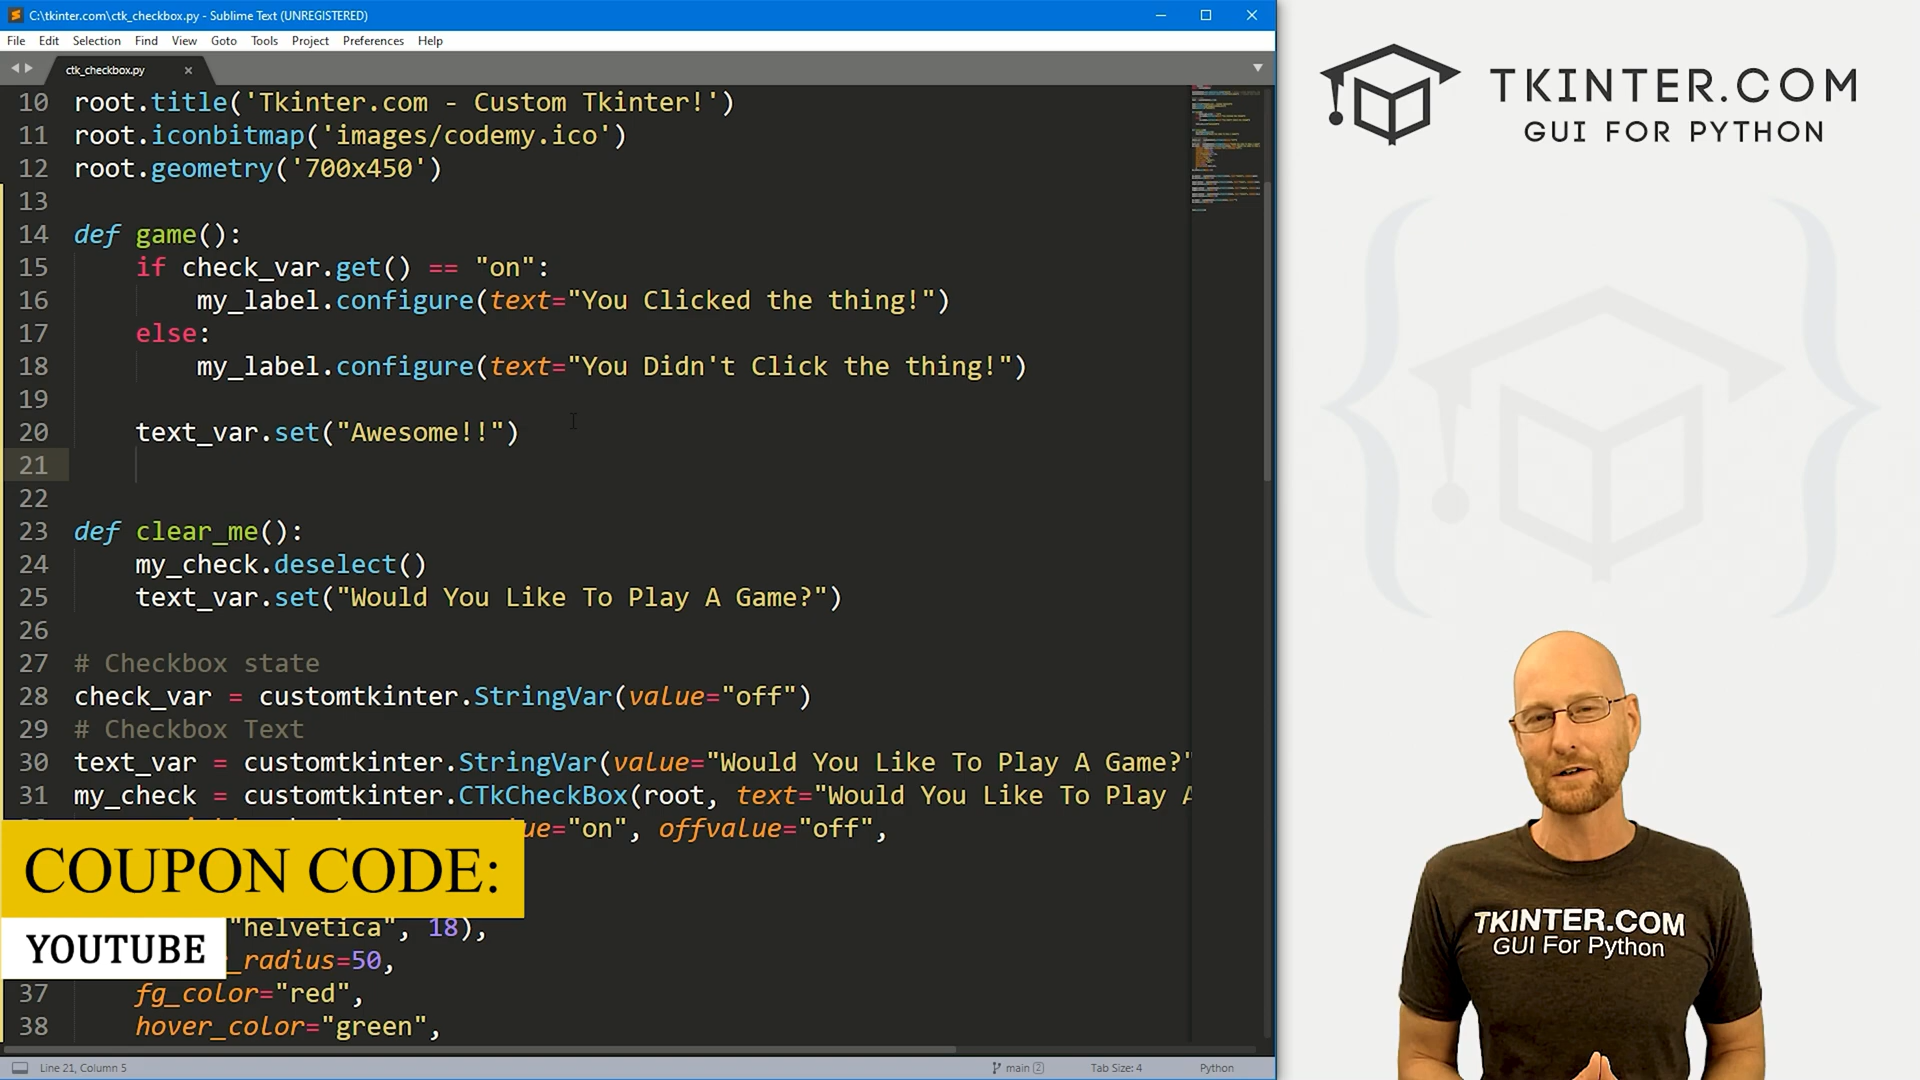 C:\tkinter.com\ctk_checkbox.py - Sublime Text (UNREGISTERED)
File Edit Selection Find View Goto Tools Project Preferences Help
ctk_checkbox.py
10 root.title('Tkinter.com - Custom Tkinter!')
11 root.iconbitmap('images/codemy.ico')
12 root.geometry('700x450')
13
14 def game():
15 if check_var.get() == "on":
16 my_label.configure(text="You Clicked the thing!")
17 else:
18 my_label.configure(text="You Didn't Click the thing!")
19
20 text_var.set("Awesome!!")
21
22
23 def clear_me():
24 my_check.deselect()
25 text_var.set("Would You Like To Play A Game?")
26
27 # Checkbox state
28 check_var = customtkinter.StringVar(value="off")
29 # Checkbox Text
30 text_var = customtkinter.StringVar(value="Would You Like To Play A Game?"
31 my_check = customtkinter.CTkCheckBox(root, text="Would You Like To Play A
ue="on", offvalue="off",
"helvetica", 18),
_radius=50,
37 fg_color="red",
38 hover_color="green",
COUPON CODE:
YOUTUBE
Line 21, Column 5
main 2
Tab Size: 4
Python
TKINTER.COM
GUI FOR PYTHON
TKINTER.COM
GUI For Python